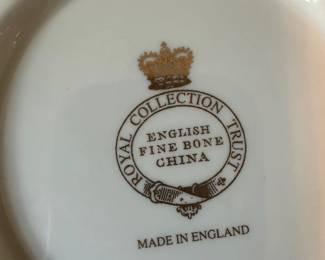 ROYAL COLLECTION TRUST
ENGLISH
FINE BONE
CHINA
MADE IN ENGLAND